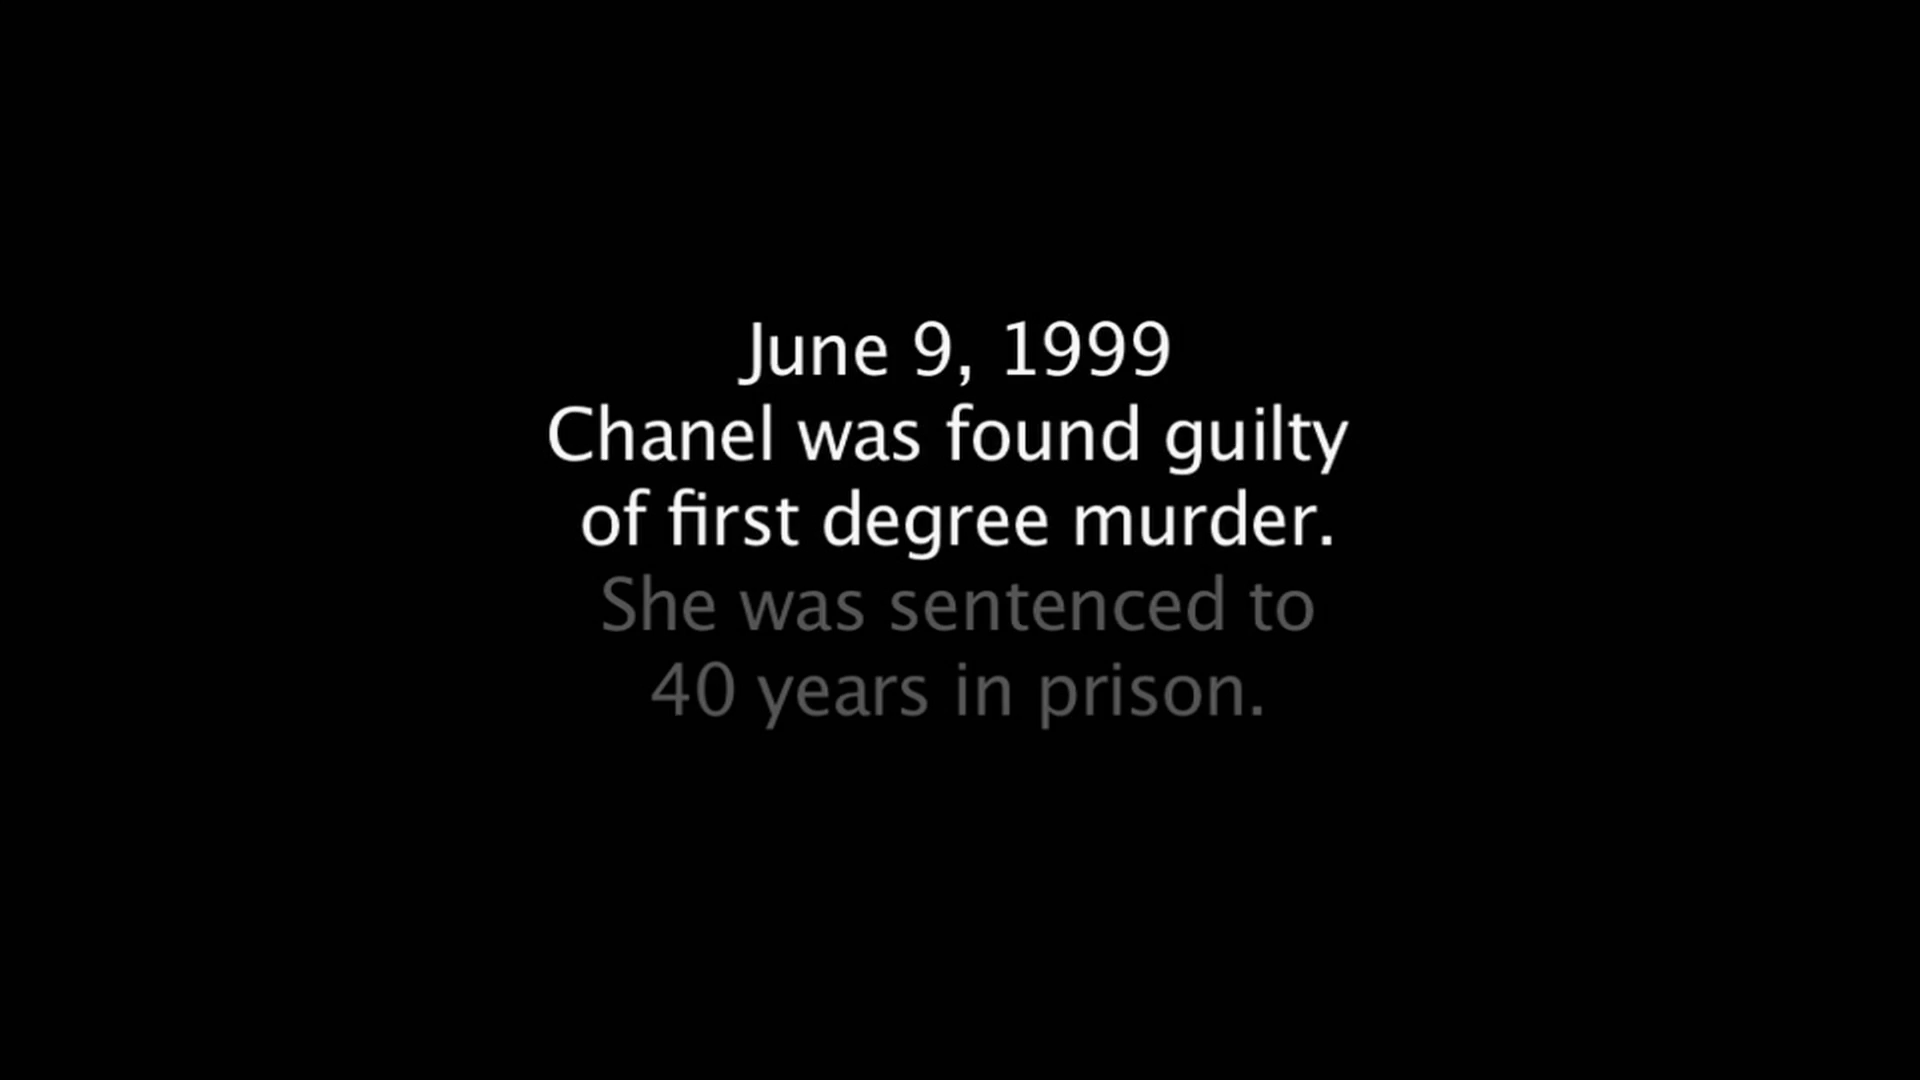 June 9, 1999
Chanel was found guilty
of first degree murder.
She was sentenced to
40 years in prison.